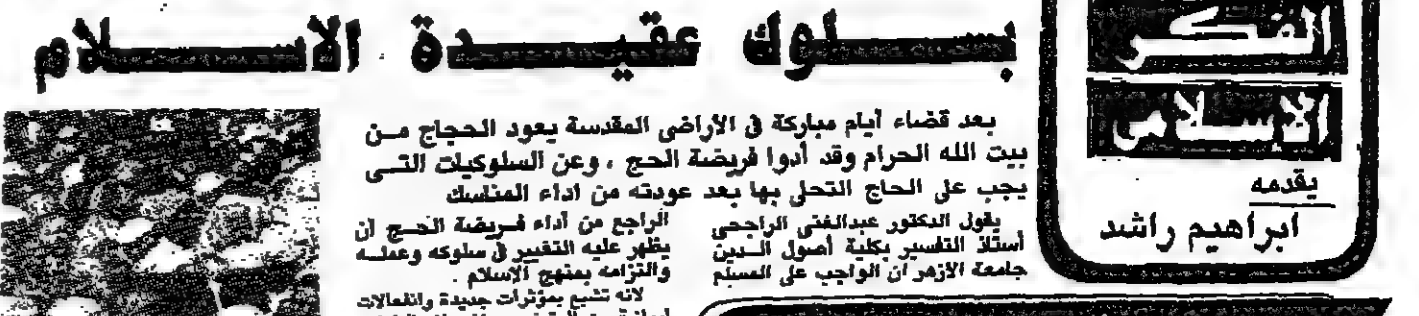 الفكر
الإسلامى
يقدمه
ابراهيم راشد
بسلوك عقيدة الاسلام
بعد قضاء أيام مباركة في الأراضى المقدسة يعود الحجاج من
بيت الله الحرام وقد أدوا فريضة الحج ، وعن السلوكيات التى
يجب على الحاج التحلى بها بعد عودته من اداء المناسك
يقول الدكتور عبدالغنى الراجحى
أستاذ التفسير بكلية أصول الدين
جامعة الازهر ان الواجب على المسلم
الراجع من أداء فريضة الحج أن
يظهر عليه التغيير في سلوكه وعمله
والتزامه بمنهج الإسلام .
لانه تشبع بمؤثرات جديدة وانفعالات